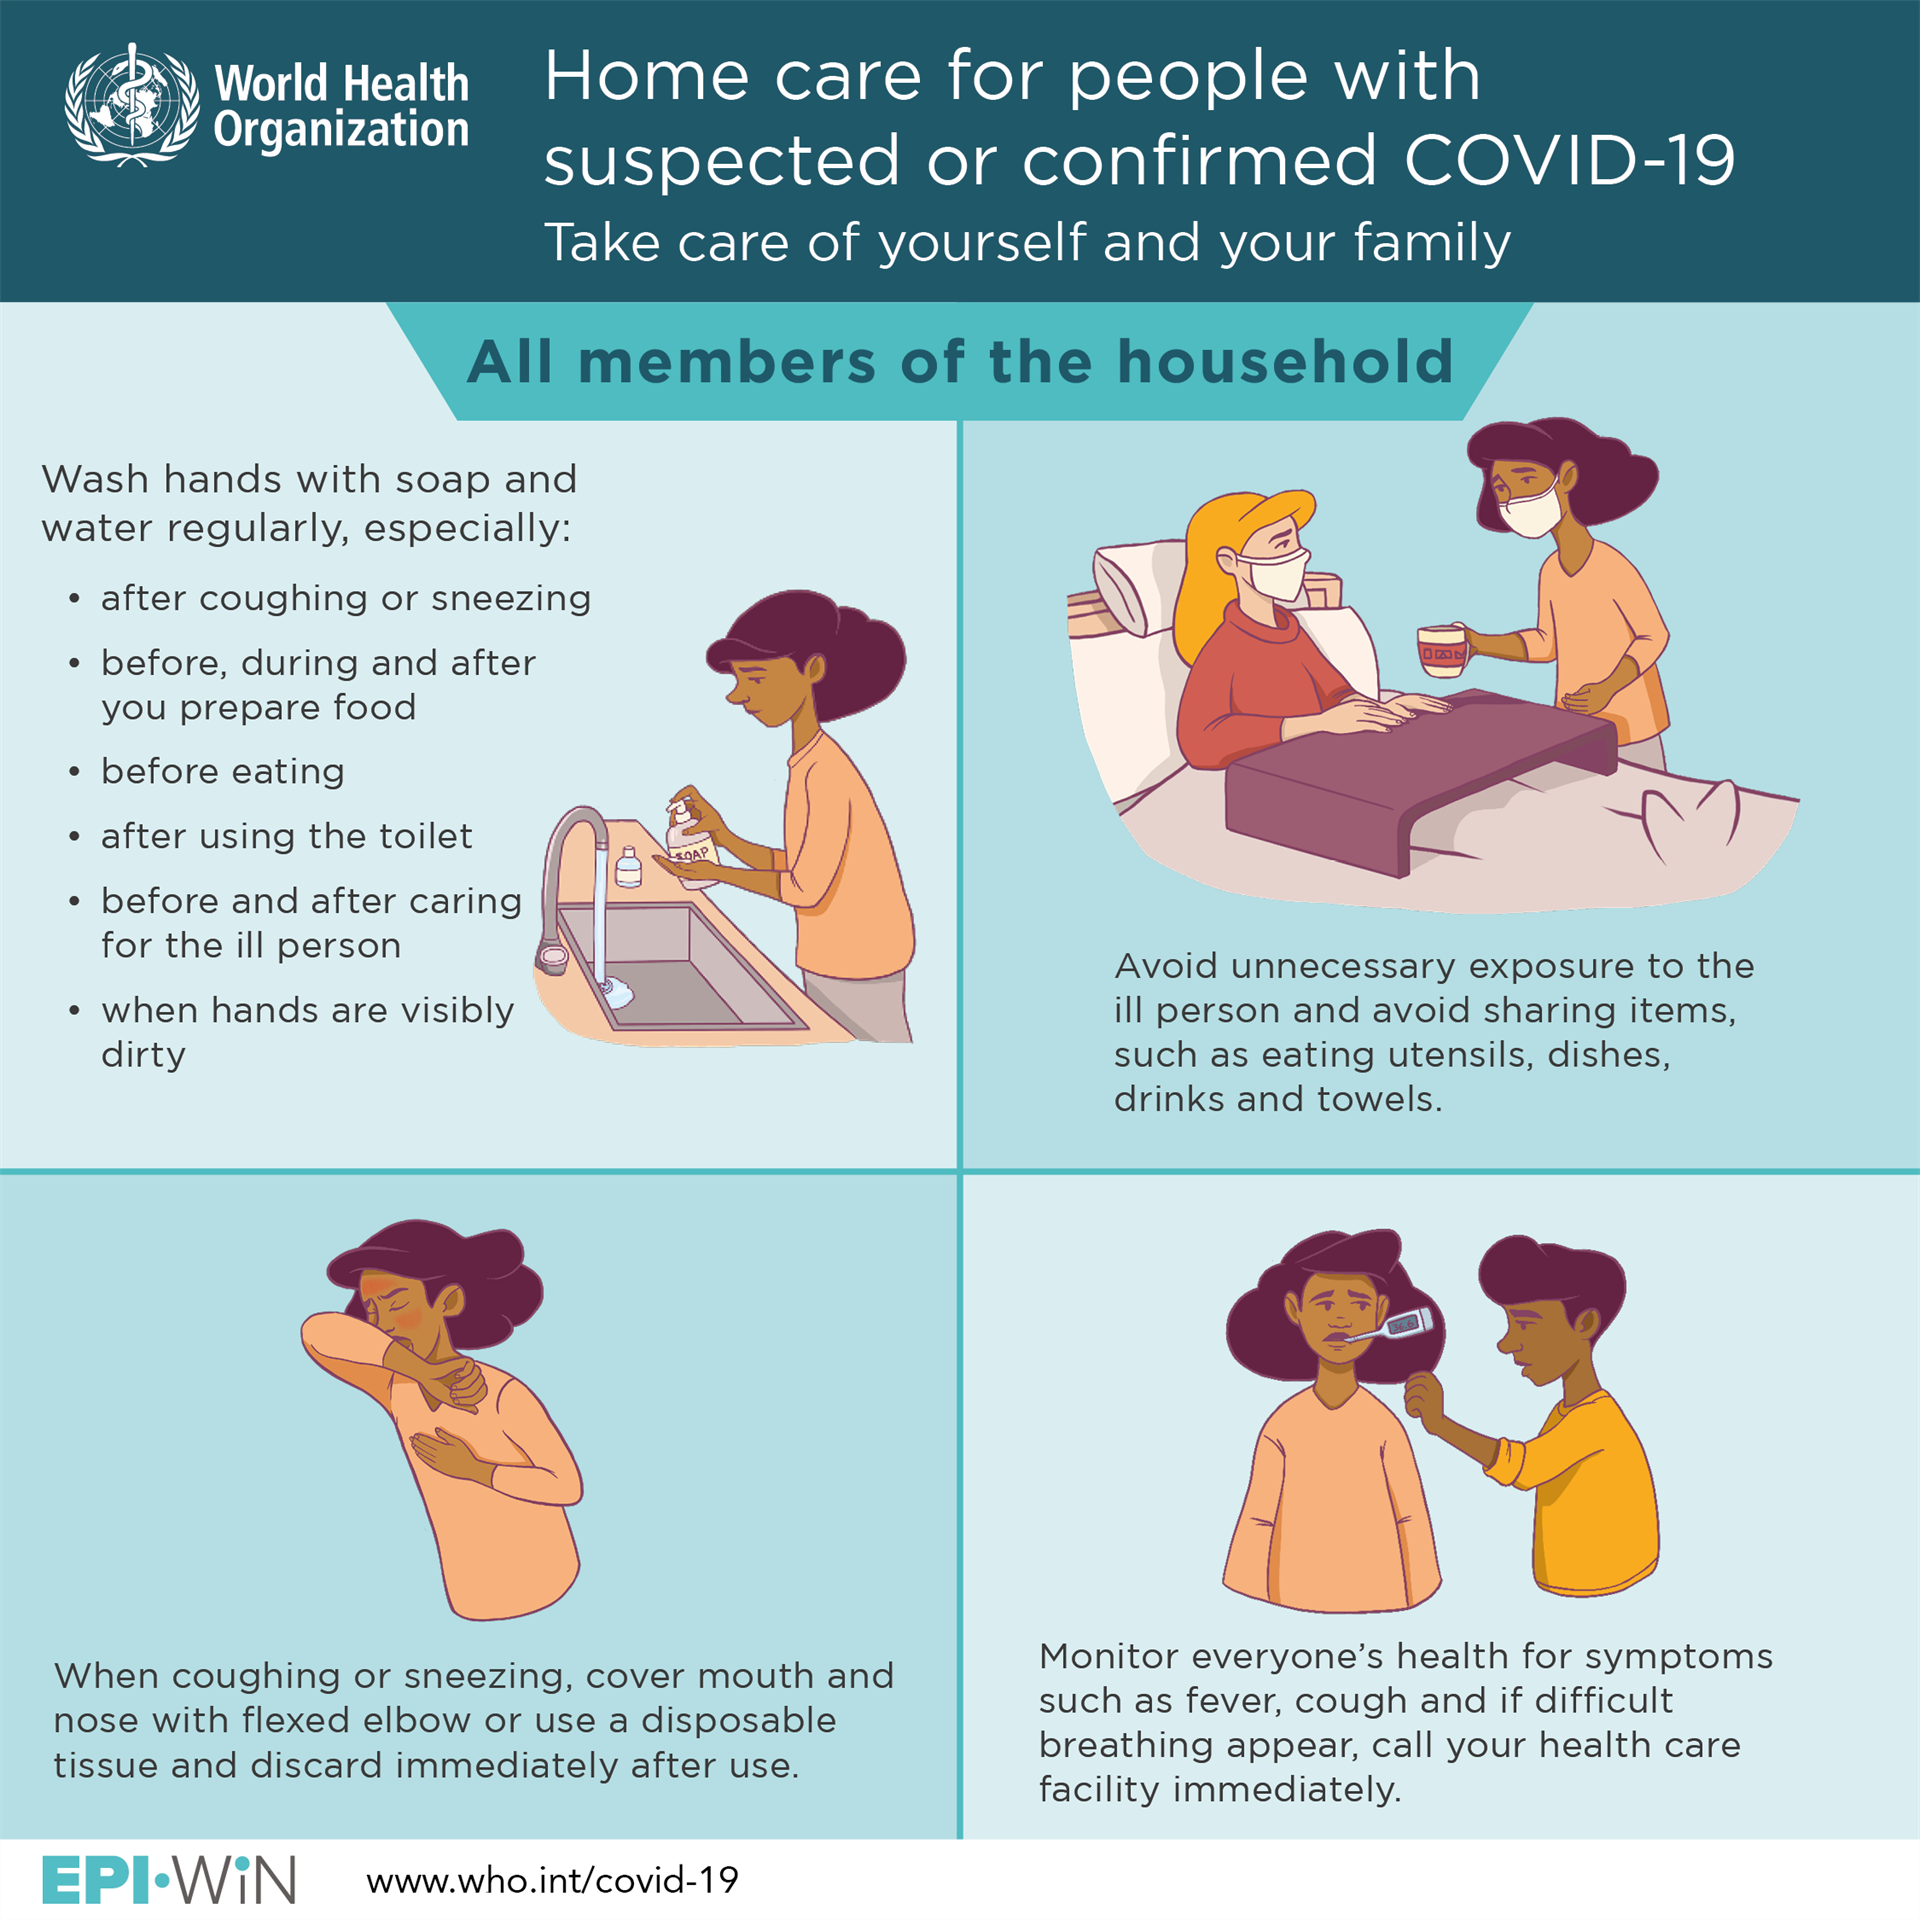 World Health
Organization
Home care for people with
suspected or confirmed COVID-19
Take care of yourself and your family
All members of the household
Wash hands with soap and
water regularly, especially:
• after coughing or sneezing
• before, during and after
you prepare food
• before eating
• after using the toilet
• before and after caring
for the ill person
• when hands are visibly
dirty
SOAP
Avoid unnecessary exposure to the
ill person and avoid sharing items,
such as eating utensils, dishes,
drinks and towels.
When coughing or sneezing, cover mouth and
nose with flexed elbow or use a disposable
tissue and discard immediately after use.
36.6
Monitor everyone’s health for symptoms
such as fever, cough and if difficult
breathing appear, call your health care
facility immediately.
EPI•WiN
www.who.int/covid-19